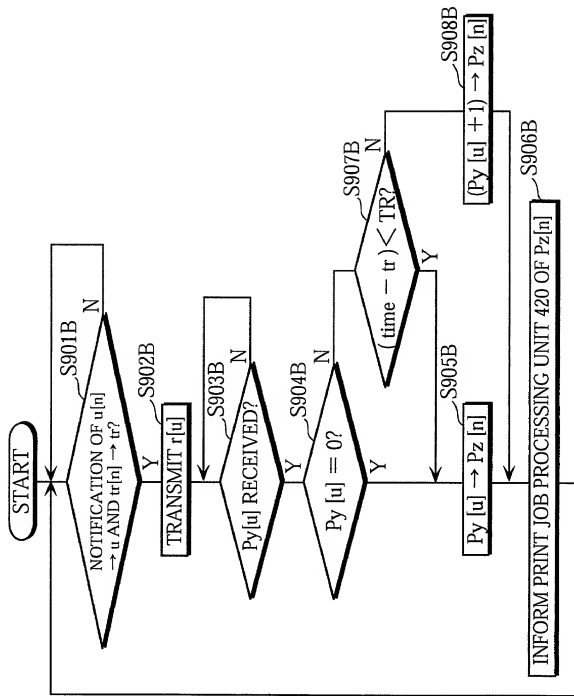 START
S901B
NOTIFICATION OF u[n]
→ u AND tr[n] → tr?
N
Y
S902B
TRANSMIT r[u]
S903B
Py[u] RECEIVED?
N
Y
S904B
Py [u] = 0?
N
Y
S907B
(time − tr) < TR?
N
Y
S908B
(Py [u] +1) → Pz [n]
S905B
Py [u] → Pz [n]
S906B
INFORM PRINT JOB PROCESSING UNIT 420 OF Pz[n]